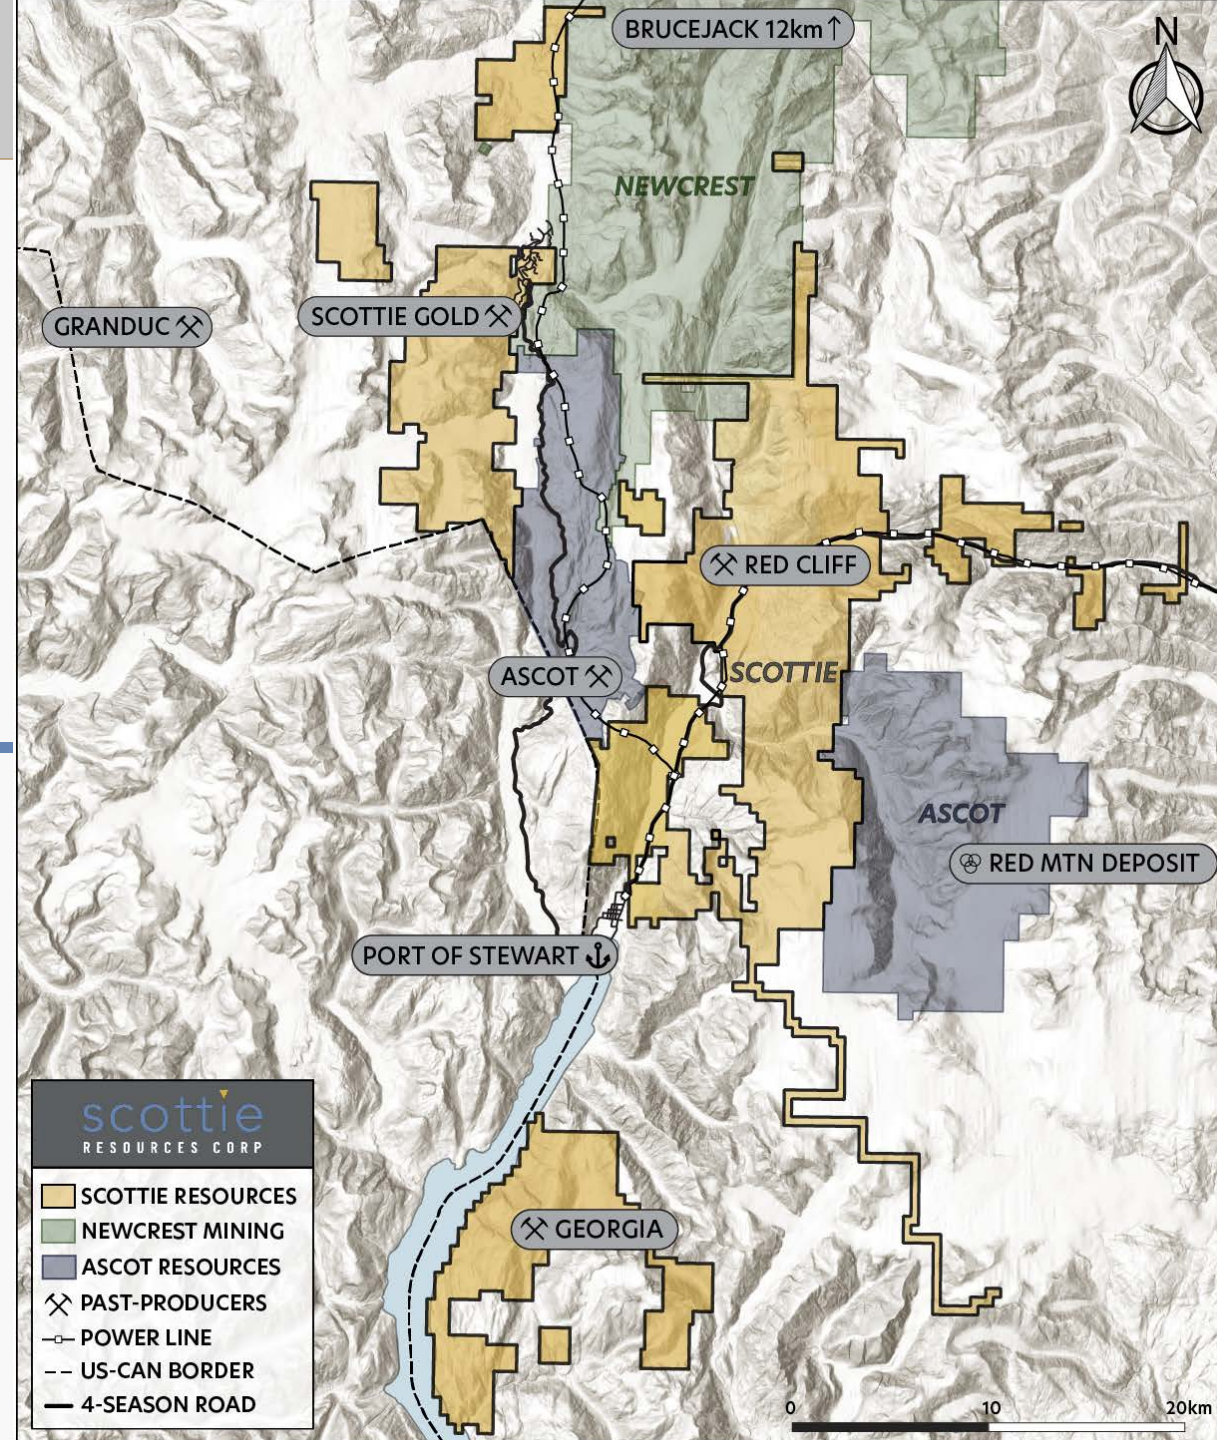 BRUCEJACK 12km↑
N
NEWCREST
GRANDUC
SCOTTIE GOLD
RED CLIFF
ASCOT
SCOTTIE
ASCOT
RED MTN DEPOSIT
PORT OF STEWART
GEORGIA
scottie
RESOURCES CORP
SCOTTIE RESOURCES
NEWCREST MINING
ASCOT RESOURCES
PAST-PRODUCERS
POWER LINE
US-CAN BORDER
4-SEASON ROAD
0 10 20km